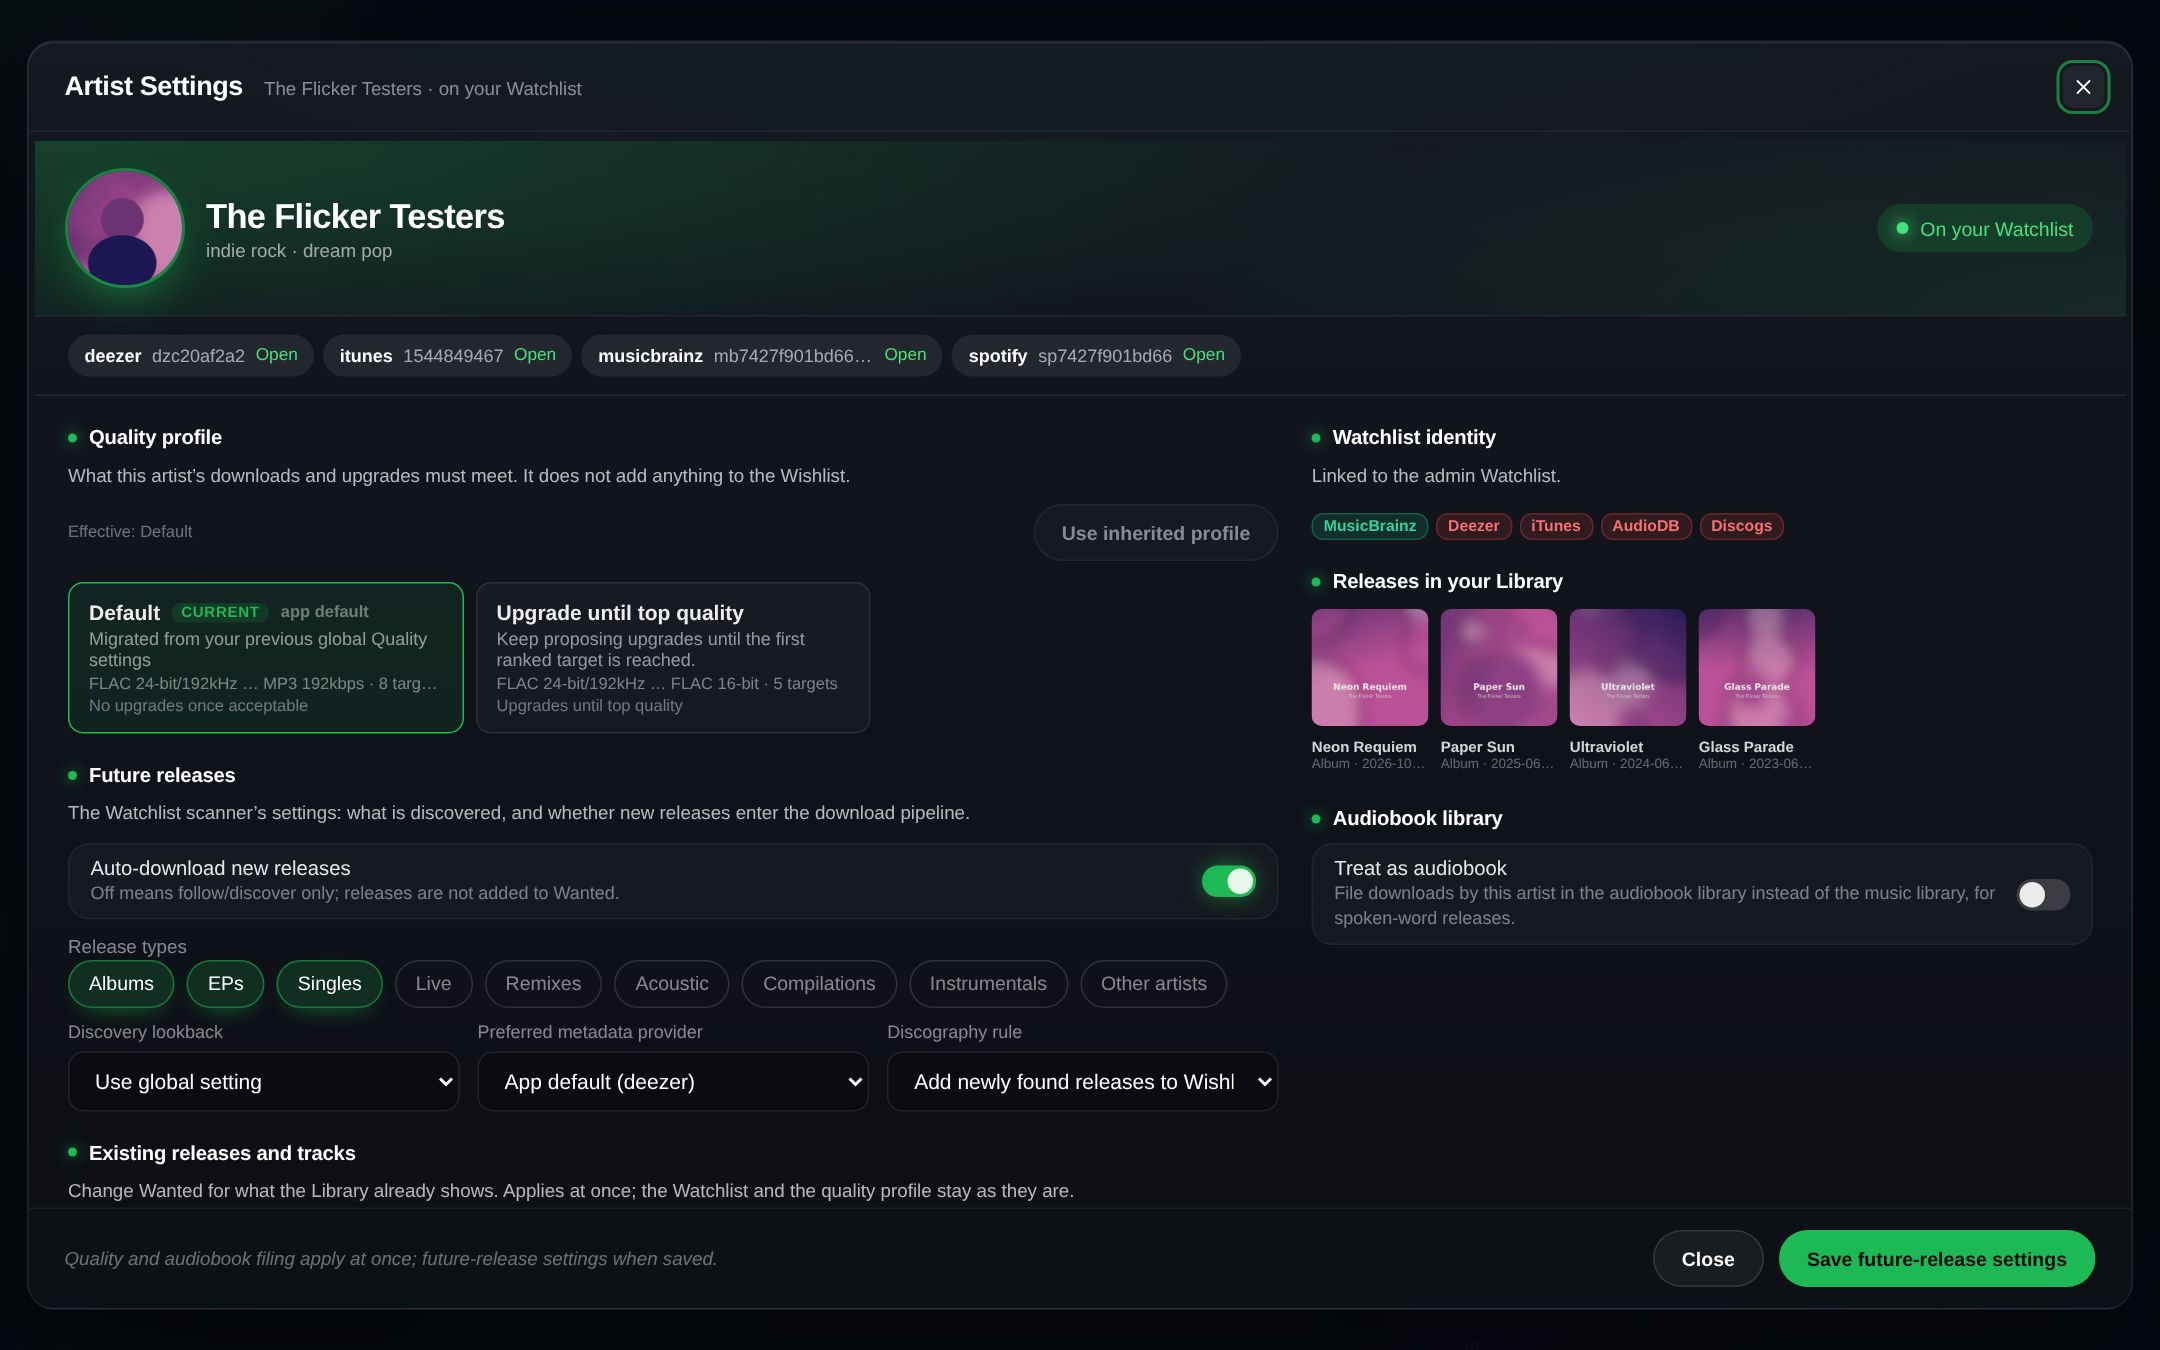 Artist Settings The Flicker Testers · on your Watchlist
The Flicker Testers
indie rock · dream pop
On your Watchlist
deezer dzc20af2a2 Open itunes 1544849467 Open musicbrainz mb7427f901bd66… Open spotify sp7427f901bd66 Open
Quality profile
What this artist’s downloads and upgrades must meet. It does not add anything to the Wishlist.
Effective: Default
Use inherited profile
Default CURRENT app default
Migrated from your previous global Quality
settings
FLAC 24-bit/192kHz … MP3 192kbps · 8 targ…
No upgrades once acceptable
Upgrade until top quality
Keep proposing upgrades until the first
ranked target is reached.
FLAC 24-bit/192kHz … FLAC 16-bit · 5 targets
Upgrades until top quality
Future releases
The Watchlist scanner’s settings: what is discovered, and whether new releases enter the download pipeline.
Auto-download new releases
Off means follow/discover only; releases are not added to Wanted.
Release types
Albums EPs Singles Live Remixes Acoustic Compilations Instrumentals Other artists
Discovery lookback
Use global setting
Preferred metadata provider
App default (deezer)
Discography rule
Add newly found releases to Wishl
Existing releases and tracks
Change Wanted for what the Library already shows. Applies at once; the Watchlist and the quality profile stay as they are.
Watchlist identity
Linked to the admin Watchlist.
MusicBrainz Deezer iTunes AudioDB Discogs
Releases in your Library
Neon Requiem
The Flicker Testers
Neon Requiem
Album · 2026-10…
Paper Sun
The Flicker Testers
Paper Sun
Album · 2025-06…
Ultraviolet
The Flicker Testers
Ultraviolet
Album · 2024-06…
Glass Parade
The Flicker Testers
Glass Parade
Album · 2023-06…
Audiobook library
Treat as audiobook
File downloads by this artist in the audiobook library instead of the music library, for
spoken-word releases.
Quality and audiobook filing apply at once; future-release settings when saved.
Close
Save future-release settings